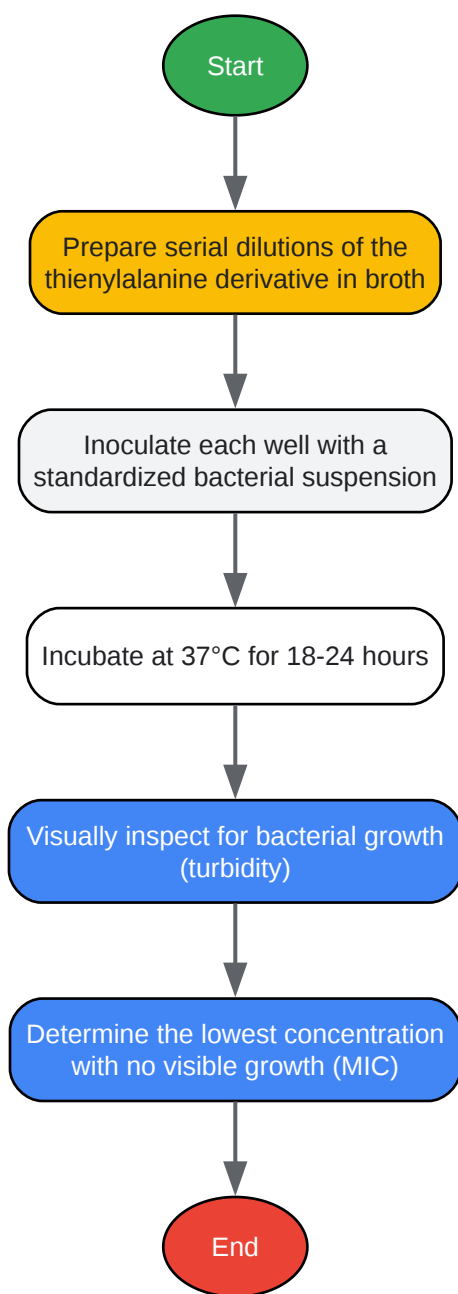 Start
Prepare serial dilutions of the
thienylalanine derivative in broth
Inoculate each well with a
standardized bacterial suspension
Incubate at 37°C for 18-24 hours
Visually inspect for bacterial growth
(turbidity)
Determine the lowest concentration
with no visible growth (MIC)
End